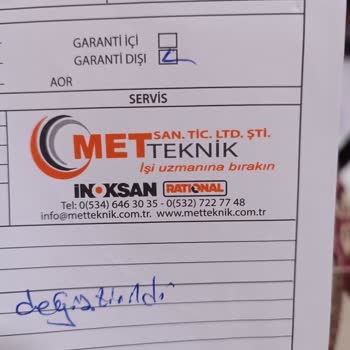 GARANTİ İÇİ
GARANTİ DIŞI
AOR
SERVİS
MET SAN. TİC. LTD. ŞTİ.
TEKNİK
İşi uzmanına bırakın
İNOKSAN RATIONAL
Tel: 0(534) 646 30 35 - 0(532) 722 77 48
info@metteknik.com.tr. www.metteknik.com.tr
değiştirildi